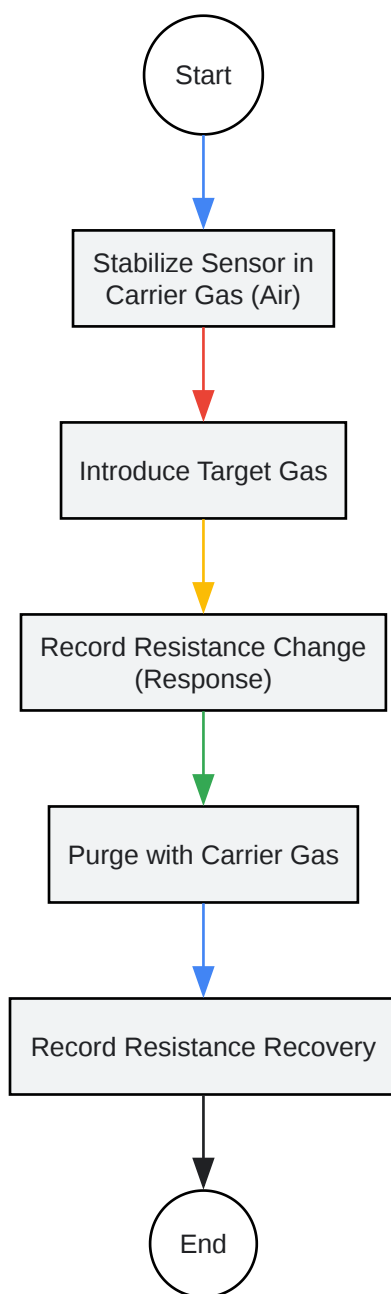 Start
Stabilize Sensor in
Carrier Gas (Air)
Introduce Target Gas
Record Resistance Change
(Response)
Purge with Carrier Gas
Record Resistance Recovery
End